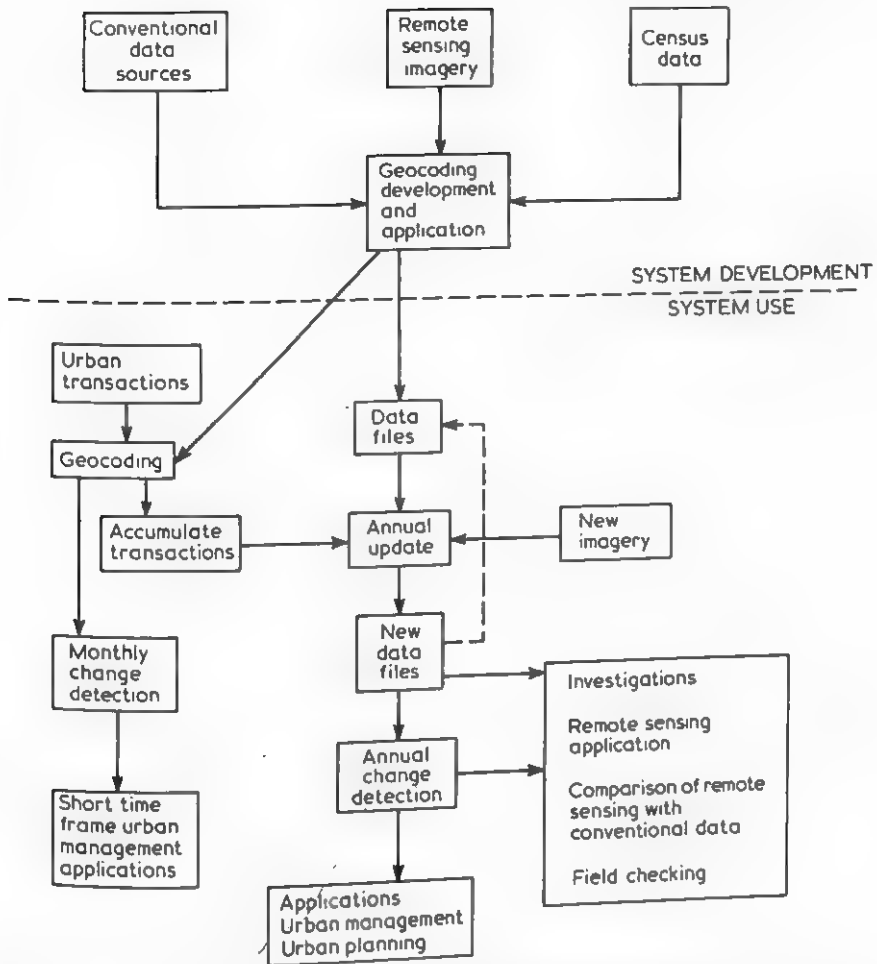 Conventional
data
sources
Remote
sensing
imagery
Census
data
Geocoding
development
and
application
SYSTEM DEVELOPMENT
SYSTEM USE
Urban
transactions
Data
files
Geocoding
Accumulate
transactions
Annual
update
New
imagery
Monthly
change
detection
New
data
files
Investigations
Remote sensing
application
Comparison of remote
sensing with
conventional data
Field checking
Annual
change
detection
Short time
frame urban
management
applications
Applications
Urban management
Urban planning